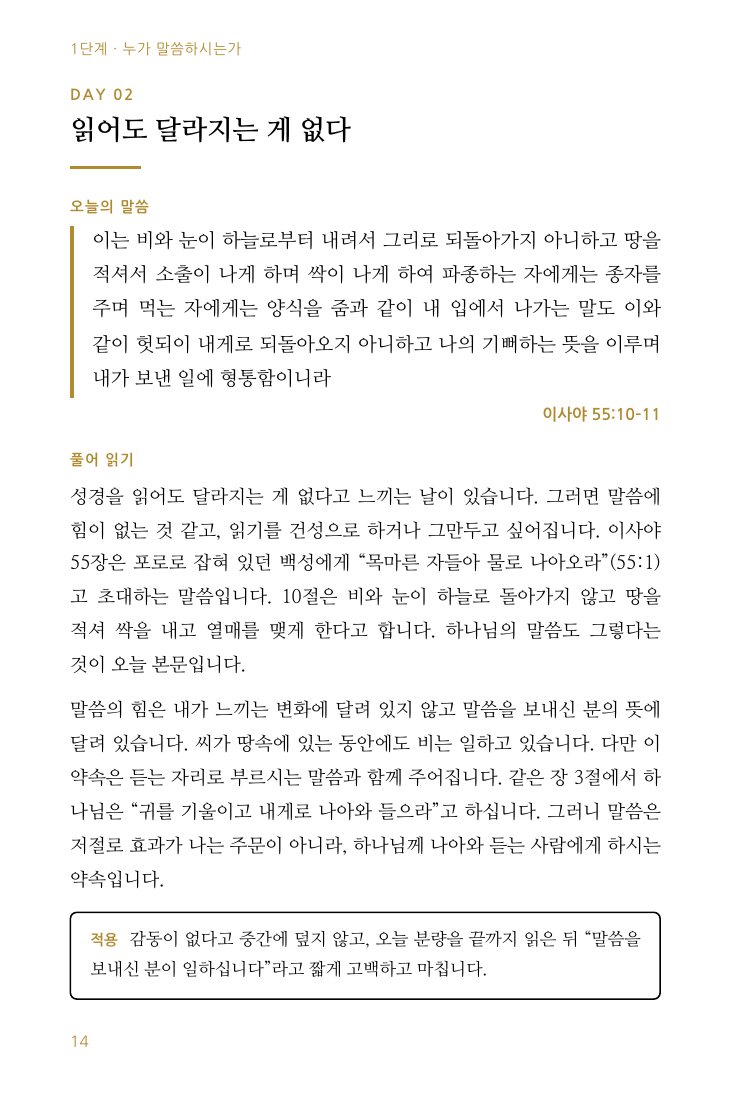 1단계 · 누가 말씀하시는가
DAY 02
읽어도 달라지는 게 없다
오늘의 말씀
이는 비와 눈이 하늘로부터 내려서 그리로 되돌아가지 아니하고 땅을
적셔서 소출이 나게 하며 싹이 나게 하여 파종하는 자에게는 종자를
주며 먹는 자에게는 양식을 줌과 같이 내 입에서 나가는 말도 이와
같이 헛되이 내게로 되돌아오지 아니하고 나의 기뻐하는 뜻을 이루며
내가 보낸 일에 형통함이니라
이사야 55:10-11
풀어 읽기
성경을 읽어도 달라지는 게 없다고 느끼는 날이 있습니다. 그러면 말씀에
힘이 없는 것 같고, 읽기를 건성으로 하거나 그만두고 싶어집니다. 이사야
55장은 포로로 잡혀 있던 백성에게 “목마른 자들아 물로 나아오라”(55:1)
고 초대하는 말씀입니다. 10절은 비와 눈이 하늘로 돌아가지 않고 땅을
적셔 싹을 내고 열매를 맺게 한다고 합니다. 하나님의 말씀도 그렇다는
것이 오늘 본문입니다.
말씀의 힘은 내가 느끼는 변화에 달려 있지 않고 말씀을 보내신 분의 뜻에
달려 있습니다. 씨가 땅속에 있는 동안에도 비는 일하고 있습니다. 다만 이
약속은 듣는 자리로 부르시는 말씀과 함께 주어집니다. 같은 장 3절에서 하
나님은 “귀를 기울이고 내게로 나아와 들으라”고 하십니다. 그러니 말씀은
저절로 효과가 나는 주문이 아니라, 하나님께 나아와 듣는 사람에게 하시는
약속입니다.
적용 감동이 없다고 중간에 덮지 않고, 오늘 분량을 끝까지 읽은 뒤 “말씀을
보내신 분이 일하십니다”라고 짧게 고백하고 마칩니다.
14